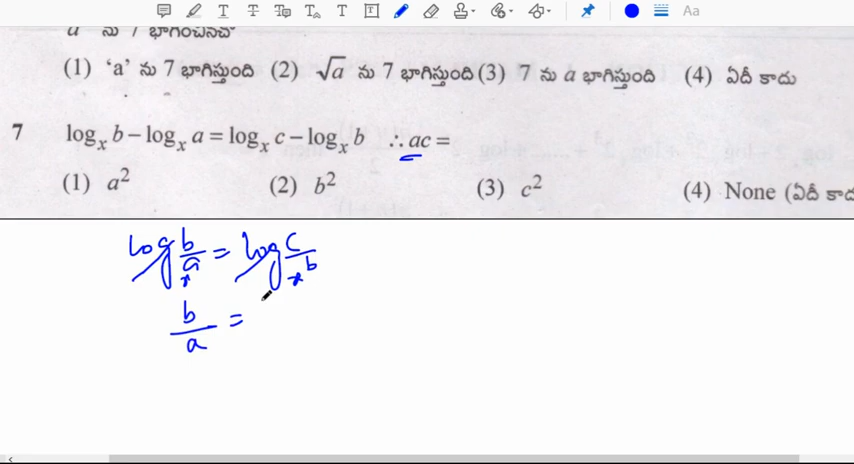 (1) ‘a’ ను 7 భాగిస్తుంది (2) √a ను 7 భాగిస్తుంది (3) 7 ను a భాగిస్తుంది (4) ఏదీ కాదు
7 logₓ b – logₓ a = logₓ c – logₓ b ∴ ac =
(1) a² (2) b² (3) c² (4) None (ఏదీ
log b/a x = log c/b x
b/a =